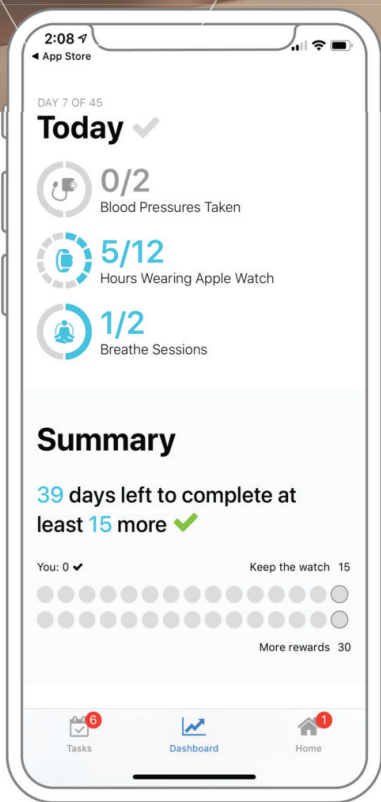 2:08
◀ App Store
DAY 7 OF 45
Today
0/2
Blood Pressures Taken
5/12
Hours Wearing Apple Watch
1/2
Breathe Sessions
Summary
39 days left to complete at
least 15 more
You: 0 ✔ Keep the watch 15
More rewards 30
6 1
Tasks Dashboard Home